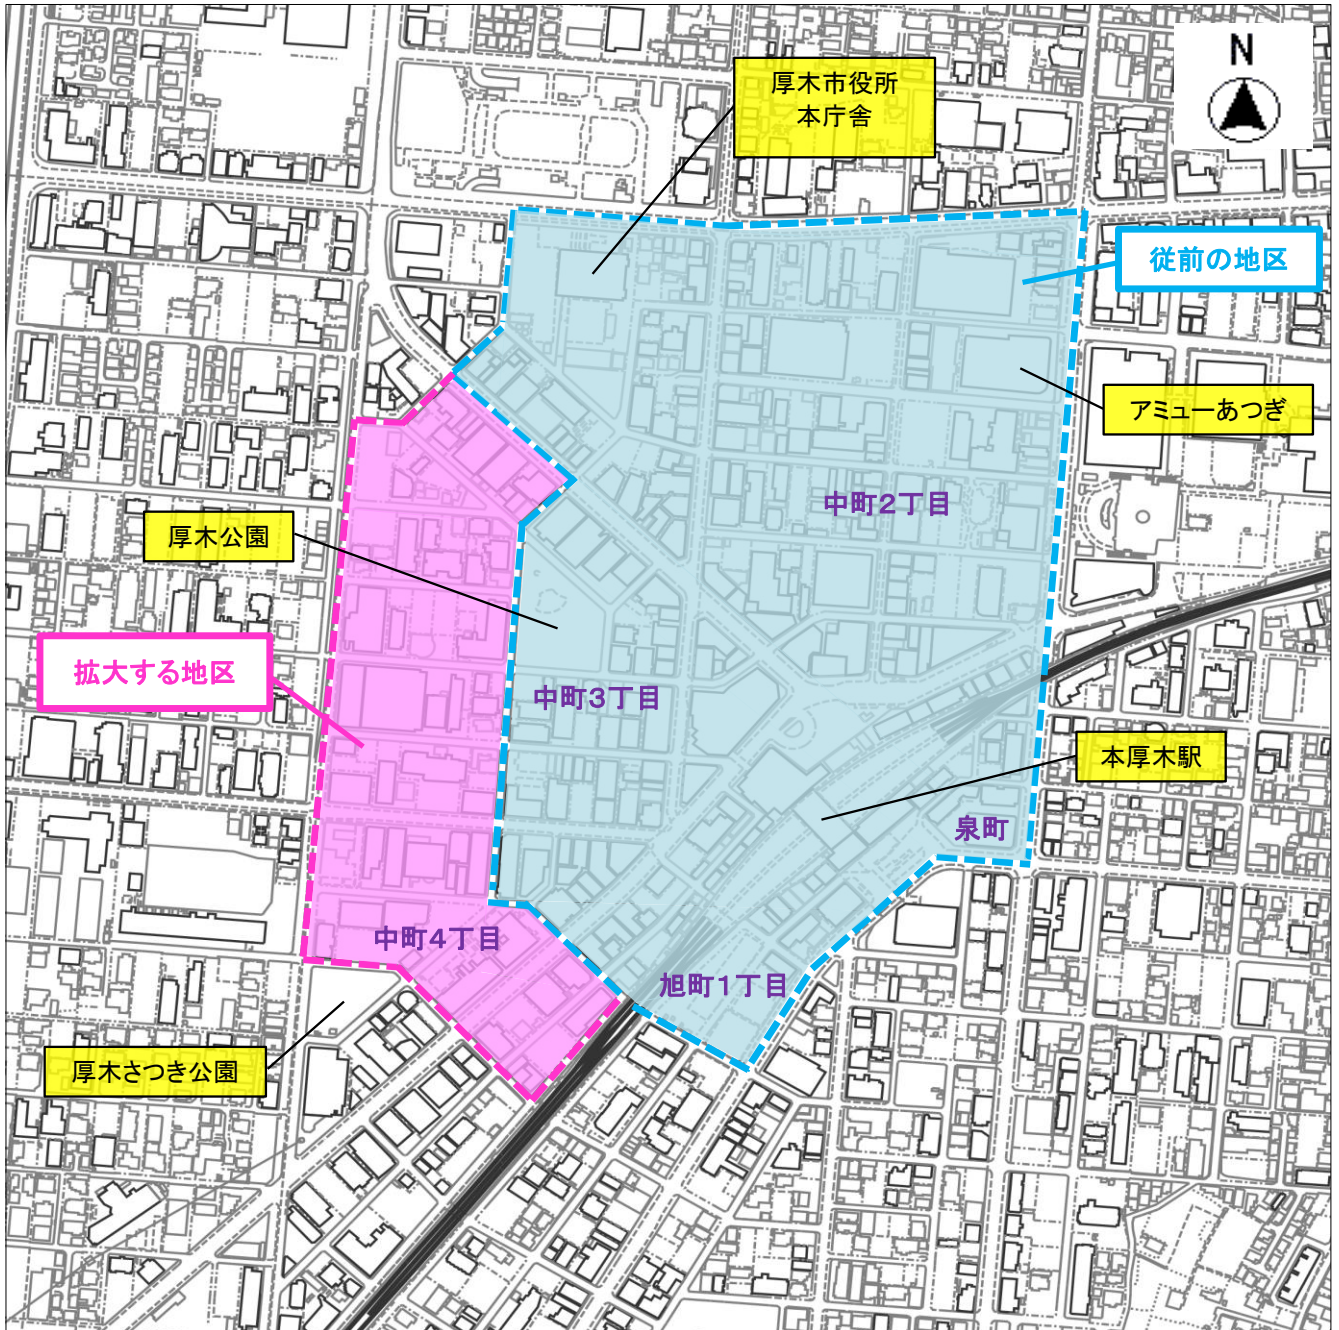 N
厚木市役所
本庁舎
従前の地区
アミューあつぎ
中町2丁目
厚木公園
拡大する地区
中町3丁目
本厚木駅
泉町
中町4丁目
旭町1丁目
厚木さつき公園